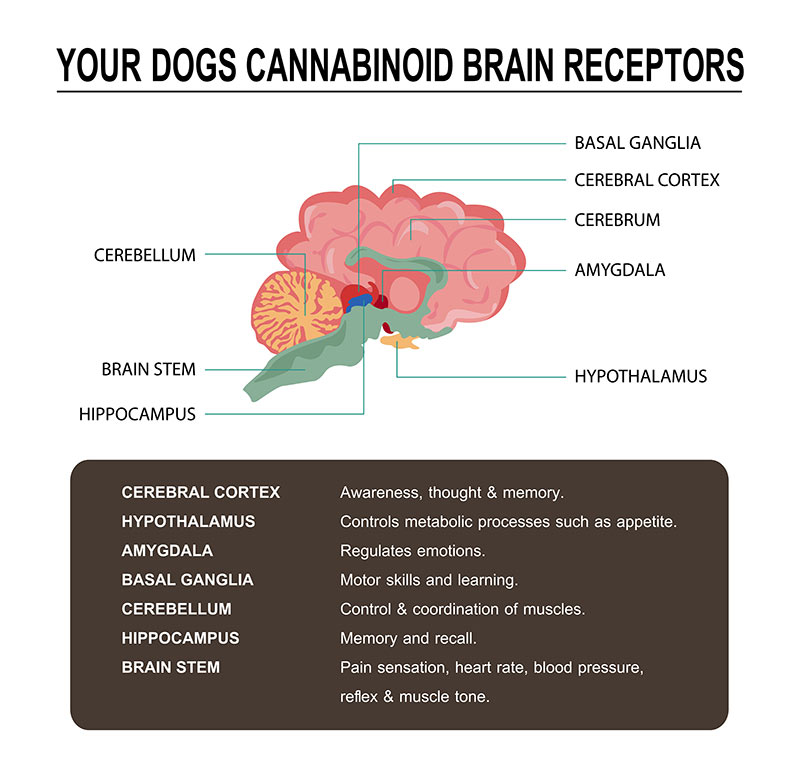 YOUR DOGS CANNABINOID BRAIN RECEPTORS
BASAL GANGLIA
CEREBRAL CORTEX
CEREBRUM
CEREBELLUM
AMYGDALA
BRAIN STEM
HYPOTHALAMUS
HIPPOCAMPUS
CEREBRAL CORTEX Awareness, thought & memory.
HYPOTHALAMUS Controls metabolic processes such as appetite.
AMYGDALA Regulates emotions.
BASAL GANGLIA Motor skills and learning.
CEREBELLUM Control & coordination of muscles.
HIPPOCAMPUS Memory and recall.
BRAIN STEM Pain sensation, heart rate, blood pressure,
reflex & muscle tone.